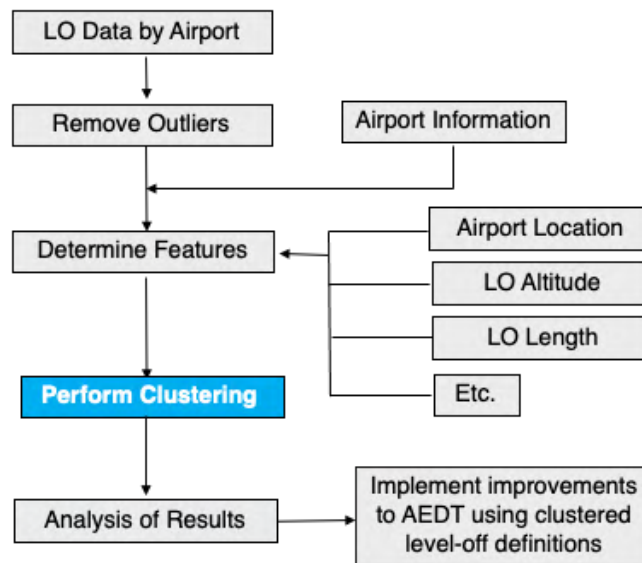 LO Data by Airport
Remove Outliers
Airport Information
Determine Features
Airport Location
LO Altitude
LO Length
Etc.
Perform Clustering
Analysis of Results
Implement improvements
to AEDT using clustered
level-off definitions